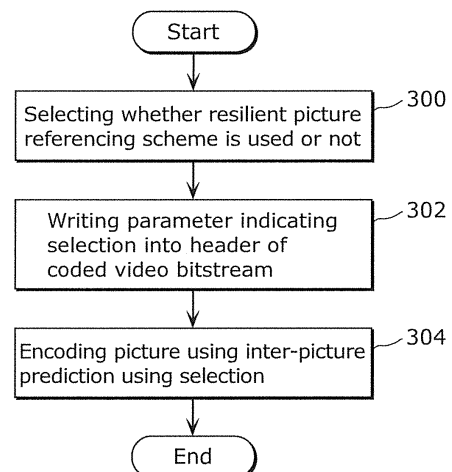 Start
Selecting whether resilient picture
referencing scheme is used or not
300
Writing parameter indicating
selection into header of
coded video bitstream
302
Encoding picture using inter-picture
prediction using selection
304
End